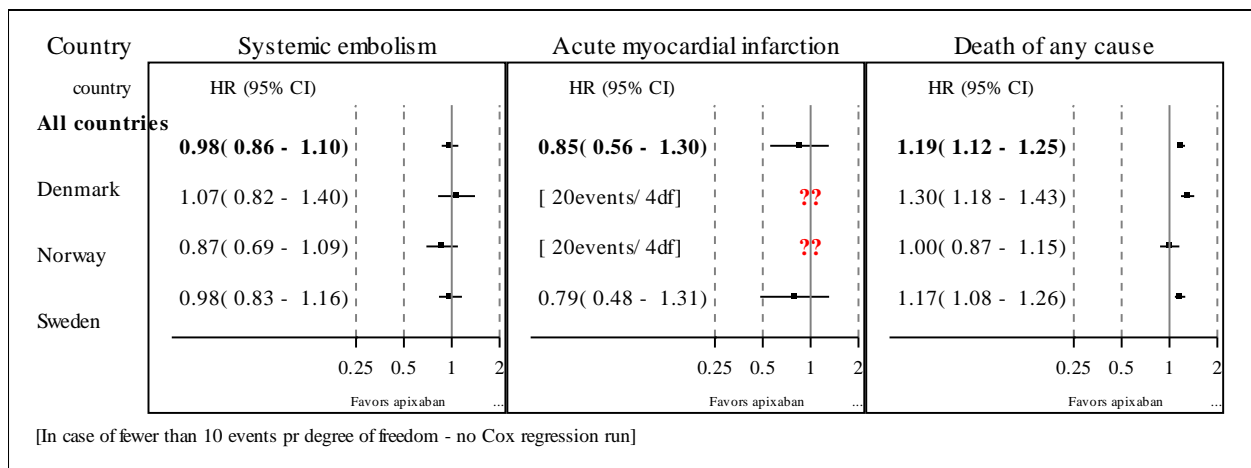 Country Systemic embolism Acute myocardial infarction Death of any cause
country HR (95% CI) HR (95% CI) HR (95% CI)
All countries
0.98( 0.86 - 1.10) 0.85( 0.56 - 1.30) 1.19( 1.12 - 1.25)
Denmark 1.07( 0.82 - 1.40) [ 20events/ 4df] ?? 1.30( 1.18 - 1.43)
Norway 0.87( 0.69 - 1.09) [ 20events/ 4df] ?? 1.00( 0.87 - 1.15)
0.98( 0.83 - 1.16) 0.79( 0.48 - 1.31) 1.17( 1.08 - 1.26)
Sweden
0.25 0.5 1 2 0.25 0.5 1 2 0.25 0.5 1 2
Favors apixaban ... Favors apixaban ... Favors apixaban ...
[In case of fewer than 10 events pr degree of freedom - no Cox regression run]